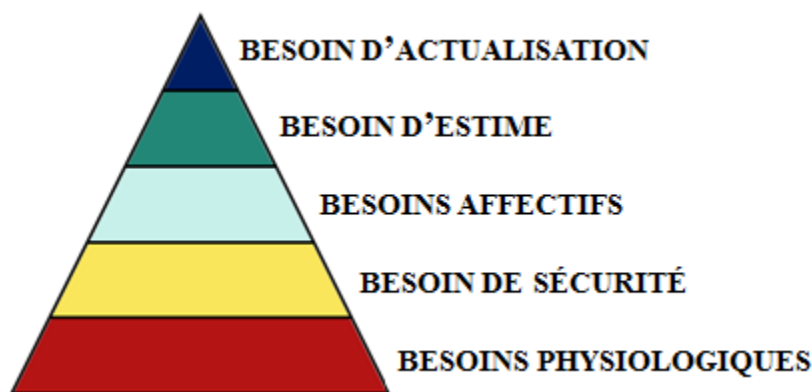 BESOIN D’ACTUALISATION
BESOIN D’ESTIME
BESOINS AFFECTIFS
BESOIN DE SÉCURITÉ
BESOINS PHYSIOLOGIQUES